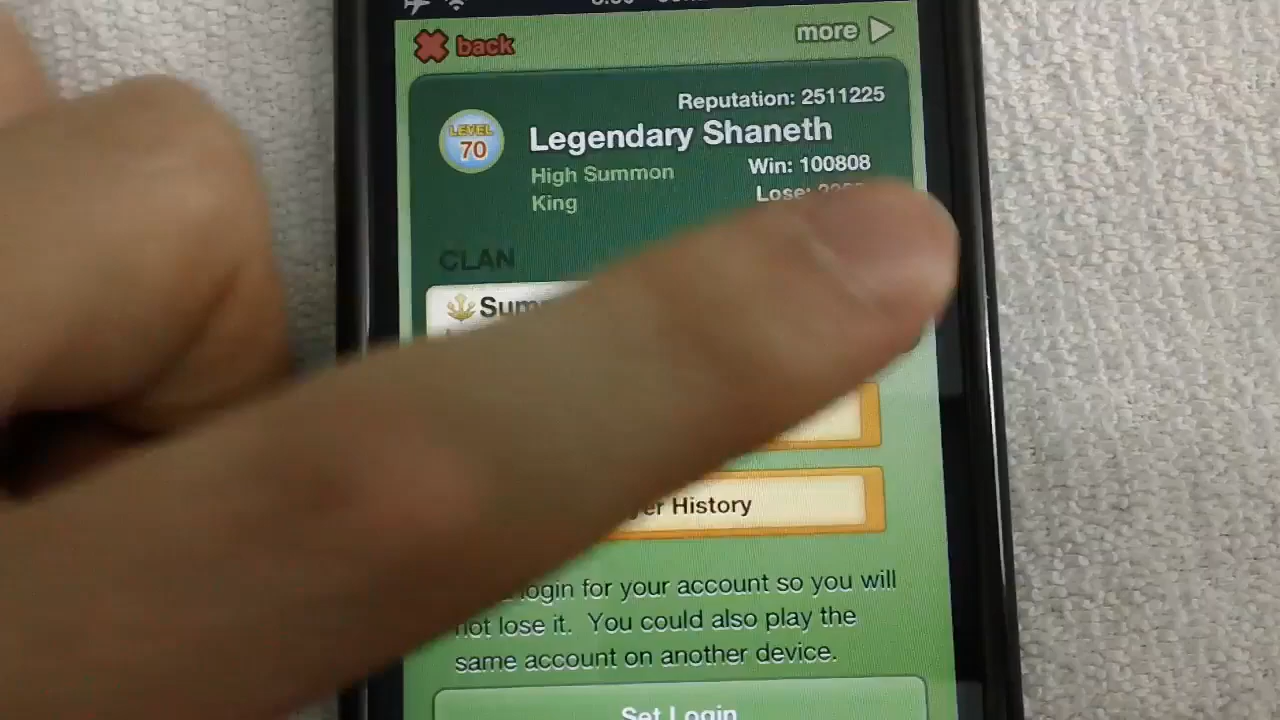 back
more
Reputation: 2511225
LEVEL
70
Legendary Shaneth
High Summon
King
Win: 100808
Lose:
CLAN
History
login for your account so you will
not lose it. You could also play the
same account on another device.
Set Login